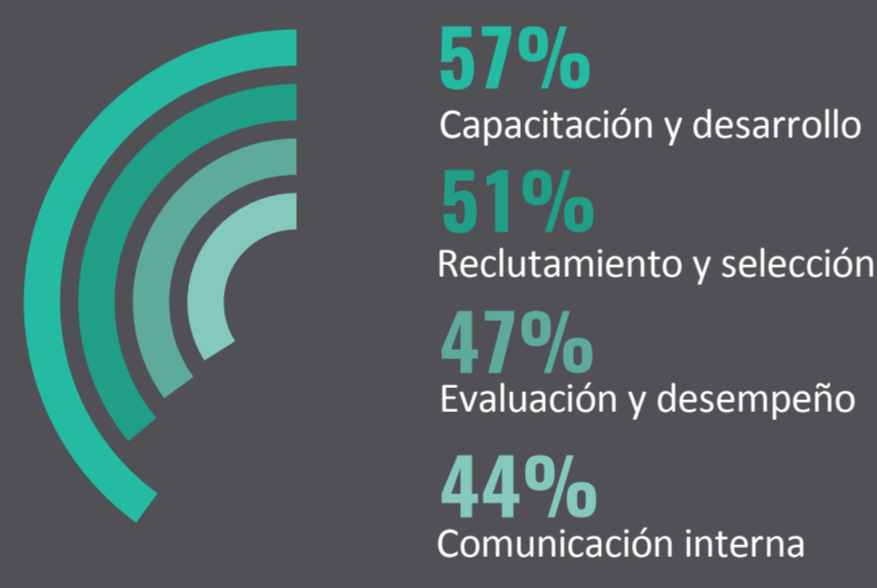 57%
Capacitación y desarrollo
51%
Reclutamiento y selección
47%
Evaluación y desempeño
44%
Comunicación interna